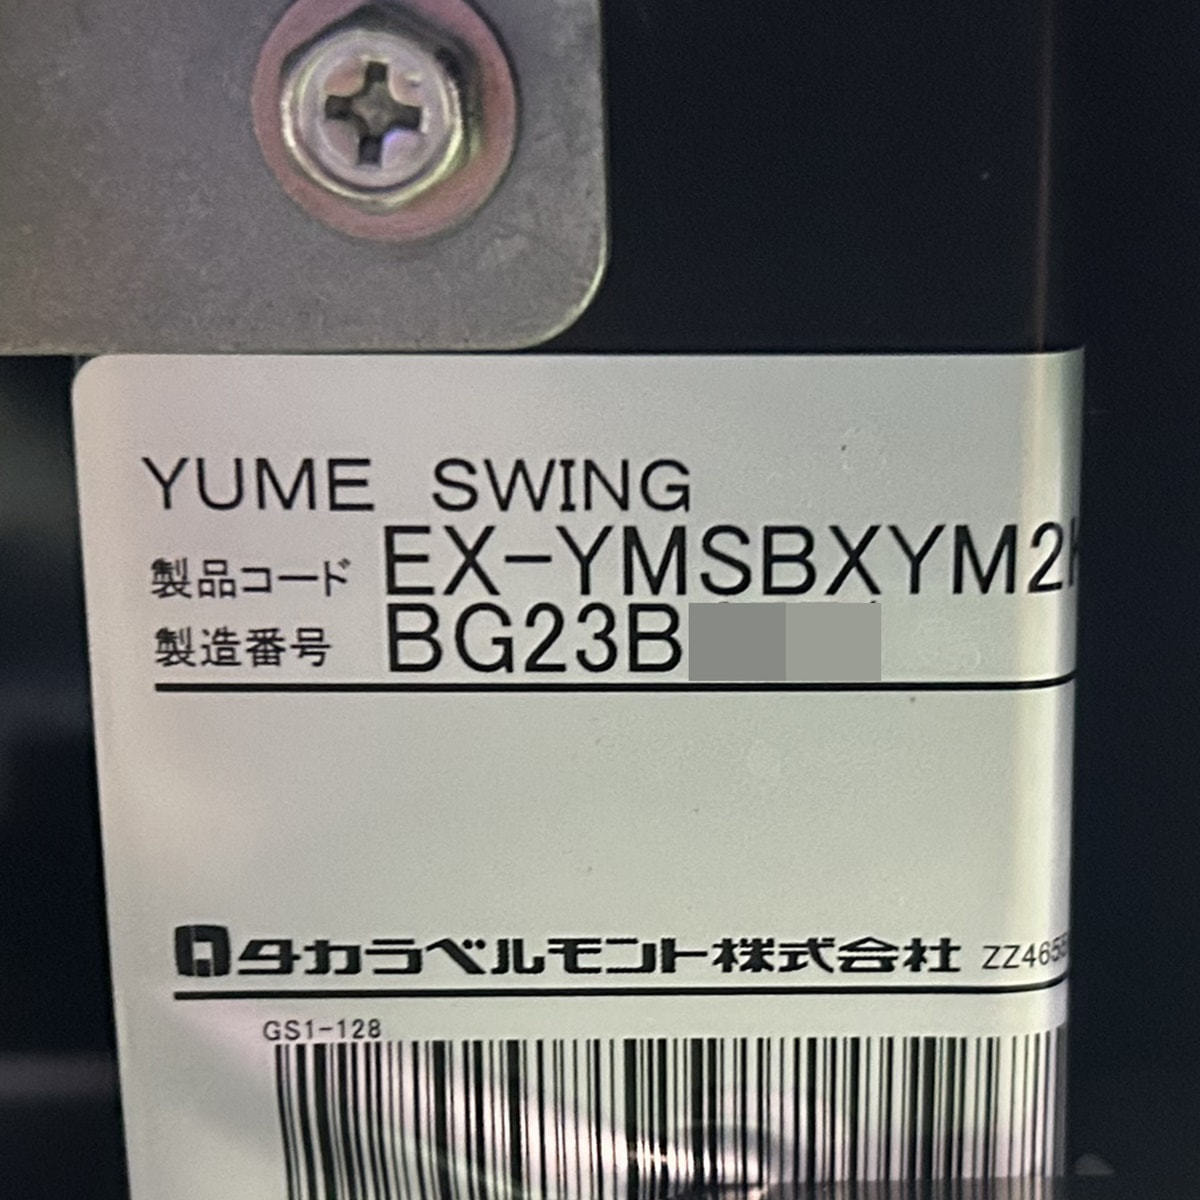 YUME SWING
製品コード EX-YMSBXYM2
製造番号 BG23B
タカラベルモント株式会社 ZZ465
GS1-128